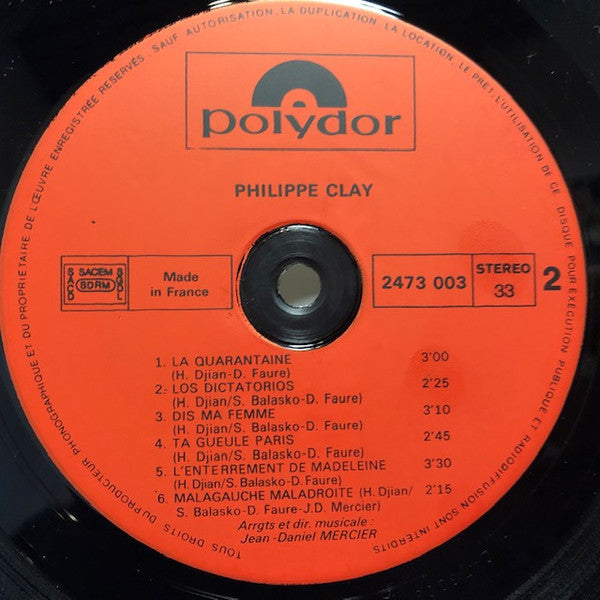 TOUS DROITS DU PRODUCTEUR PHONOGRAPHIQUE ET DU PROPRIÉTAIRE DE L'ŒUVRE ENREGISTRÉE RÉSERVÉS. SAUF AUTORISATION, LA DUPLICATION, LA LOCATION, LE PRET, L'UTILISATION DE CE DISQUE POUR EXÉCUTION PUBLIQUE ET RADIODIFFUSION SONT INTERDITS
polydor
PHILIPPE CLAY
SACEM
SACD SDRM SGDL
Made
in France
2473 003
STEREO
33
2
1. LA QUARANTAINE 3'00
(H. Djian-D. Faure)
2. LOS DICTATORIOS 2'25
(H. Djian/S. Balasko-D. Faure)
3. DIS MA FEMME 3'10
(H. Djian/S. Balasko-D. Faure)
4. TA GUEULE PARIS 2'45
(H. Djian/S. Balasko-D. Faure)
5. L'ENTERREMENT DE MADELEINE 3'30
(H. Djian/S. Balasko-D. Faure)
6. MALAGAUCHE MALADROITE (H. Djian/ 2'15
S. Balasko-D. Faure-J.D. Mercier)
Arrgts et dir. musicale :
Jean-Daniel MERCIER